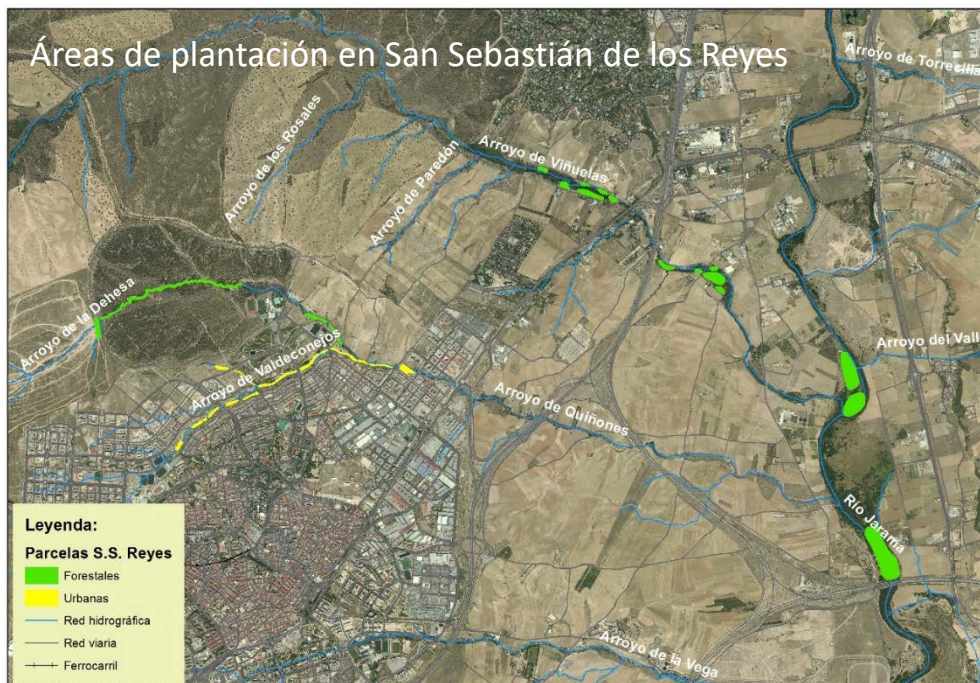 Áreas de plantación en San Sebastián de los Reyes
Arroyo de Torrecilla
Arroyo de los Rosales
Arroyo de Viñuelas
Arroyo de Paredón
Arroyo de la Dehesa
Arroyo de Valdeconejos
Arroyo del Vall
Arroyo de Quiñones
Río Jarama
Arroyo de la Vega
Leyenda:
Parcelas S.S. Reyes
Forestales
Urbanas
Red hidrográfica
Red viaria
Ferrocarril